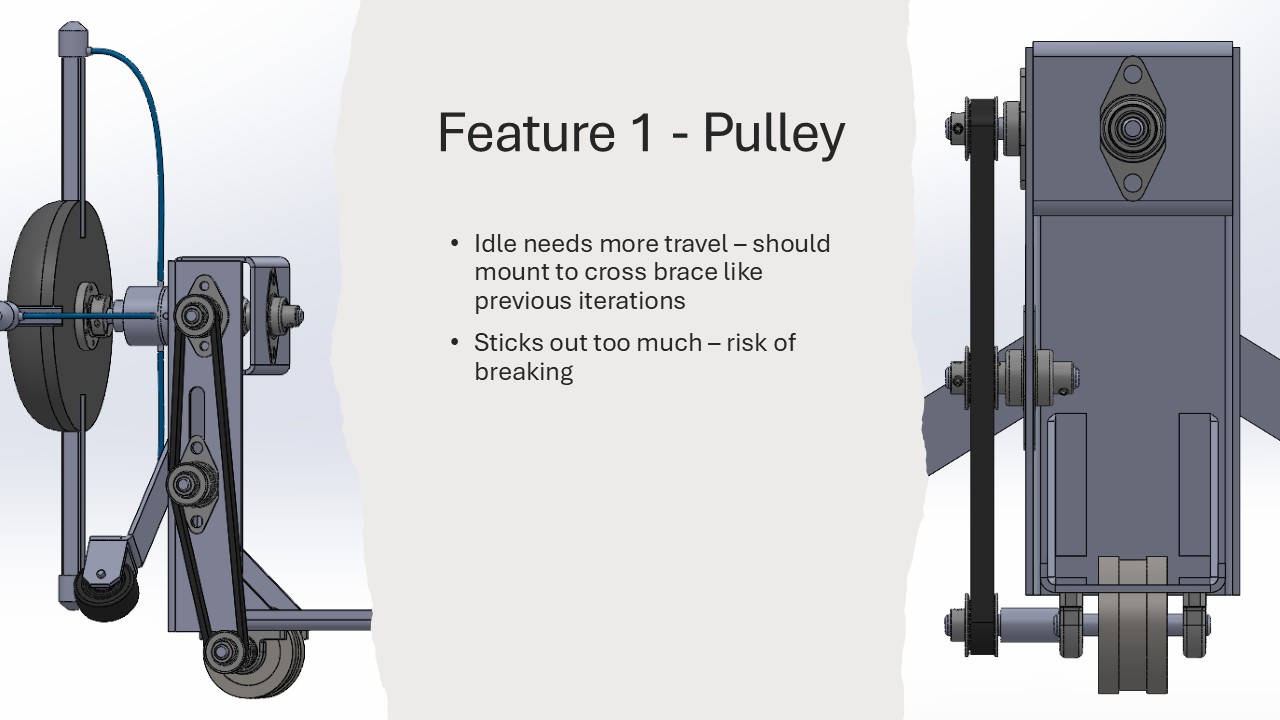 Feature 1 - Pulley
• Idle needs more travel – should
mount to cross brace like
previous iterations
• Sticks out too much – risk of
breaking